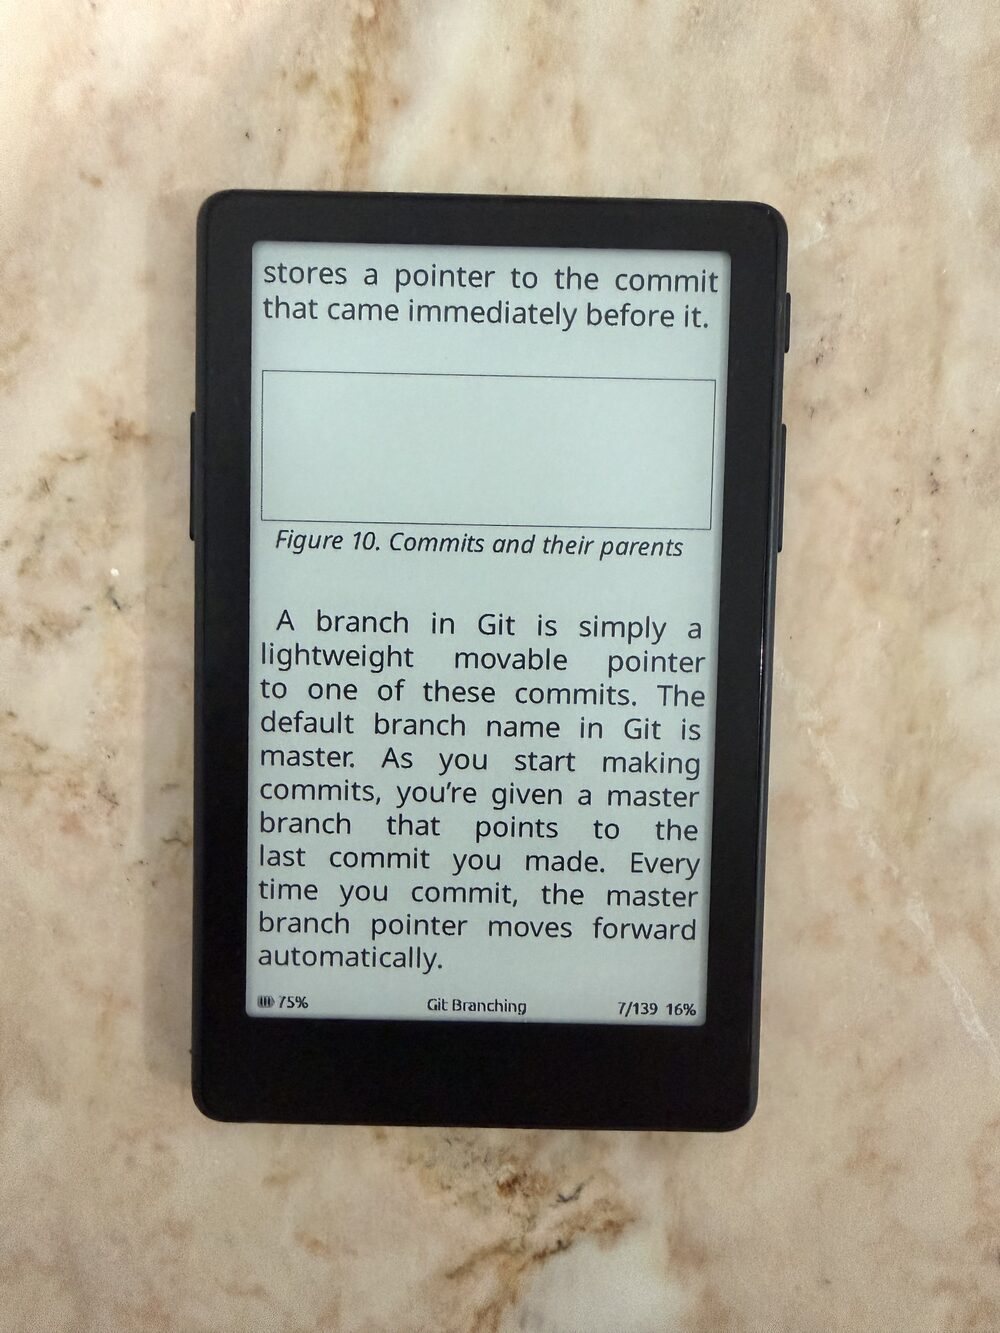 stores a pointer to the commit
that came immediately before it.
Figure 10. Commits and their parents
A branch in Git is simply a
lightweight movable pointer
to one of these commits. The
default branch name in Git is
master. As you start making
commits, you’re given a master
branch that points to the
last commit you made. Every
time you commit, the master
branch pointer moves forward
automatically.
75% Git Branching 7/139 16%